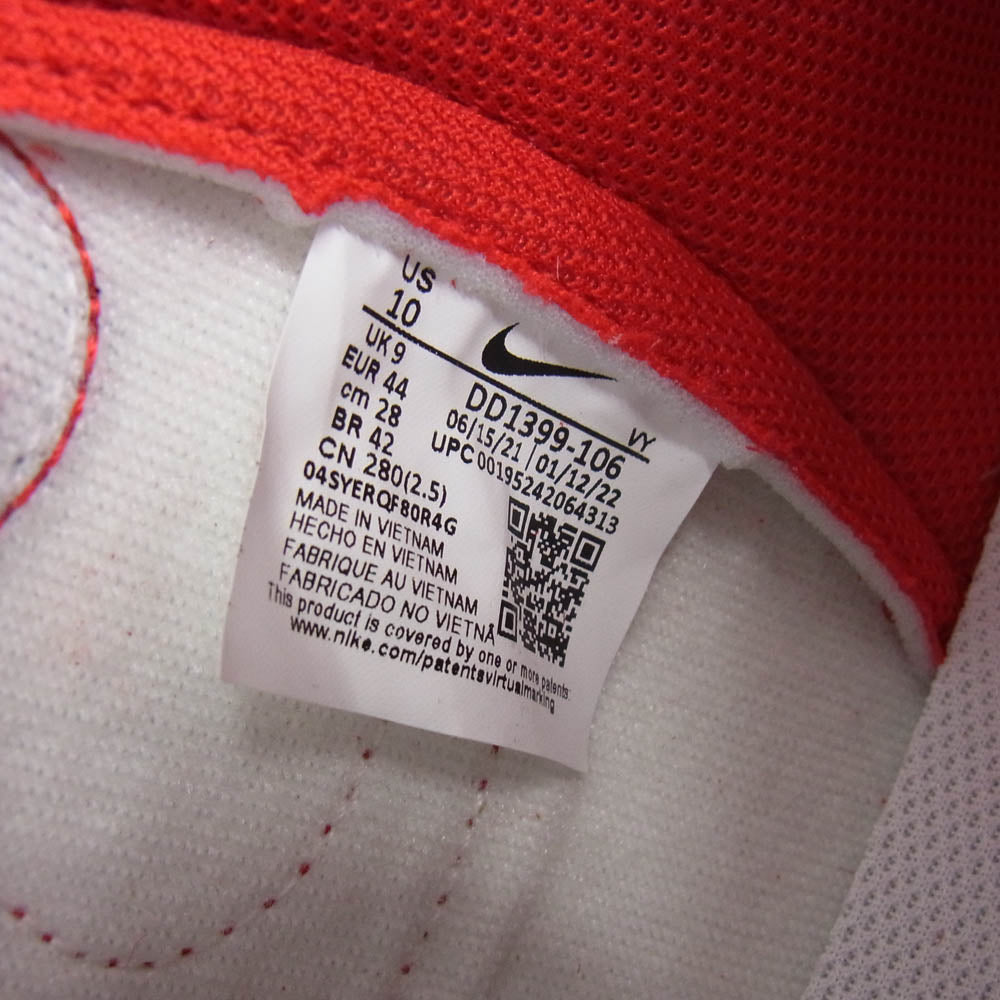 US
10
UK 9
EUR 44
cm 28
BR 42
CN 280(2.5)
04SYERQF80R4G
MADE IN VIETNAM
HECHO EN VIETNAM
FABRIQUE AU VIETNAM
FABRICADO NO VIETNÃ
This product is covered by one or more patents
www.nike.com/patentsvirtualmarking
VY
DD1399-106
06/15/21 | 01/12/22
UPC 00195242064313